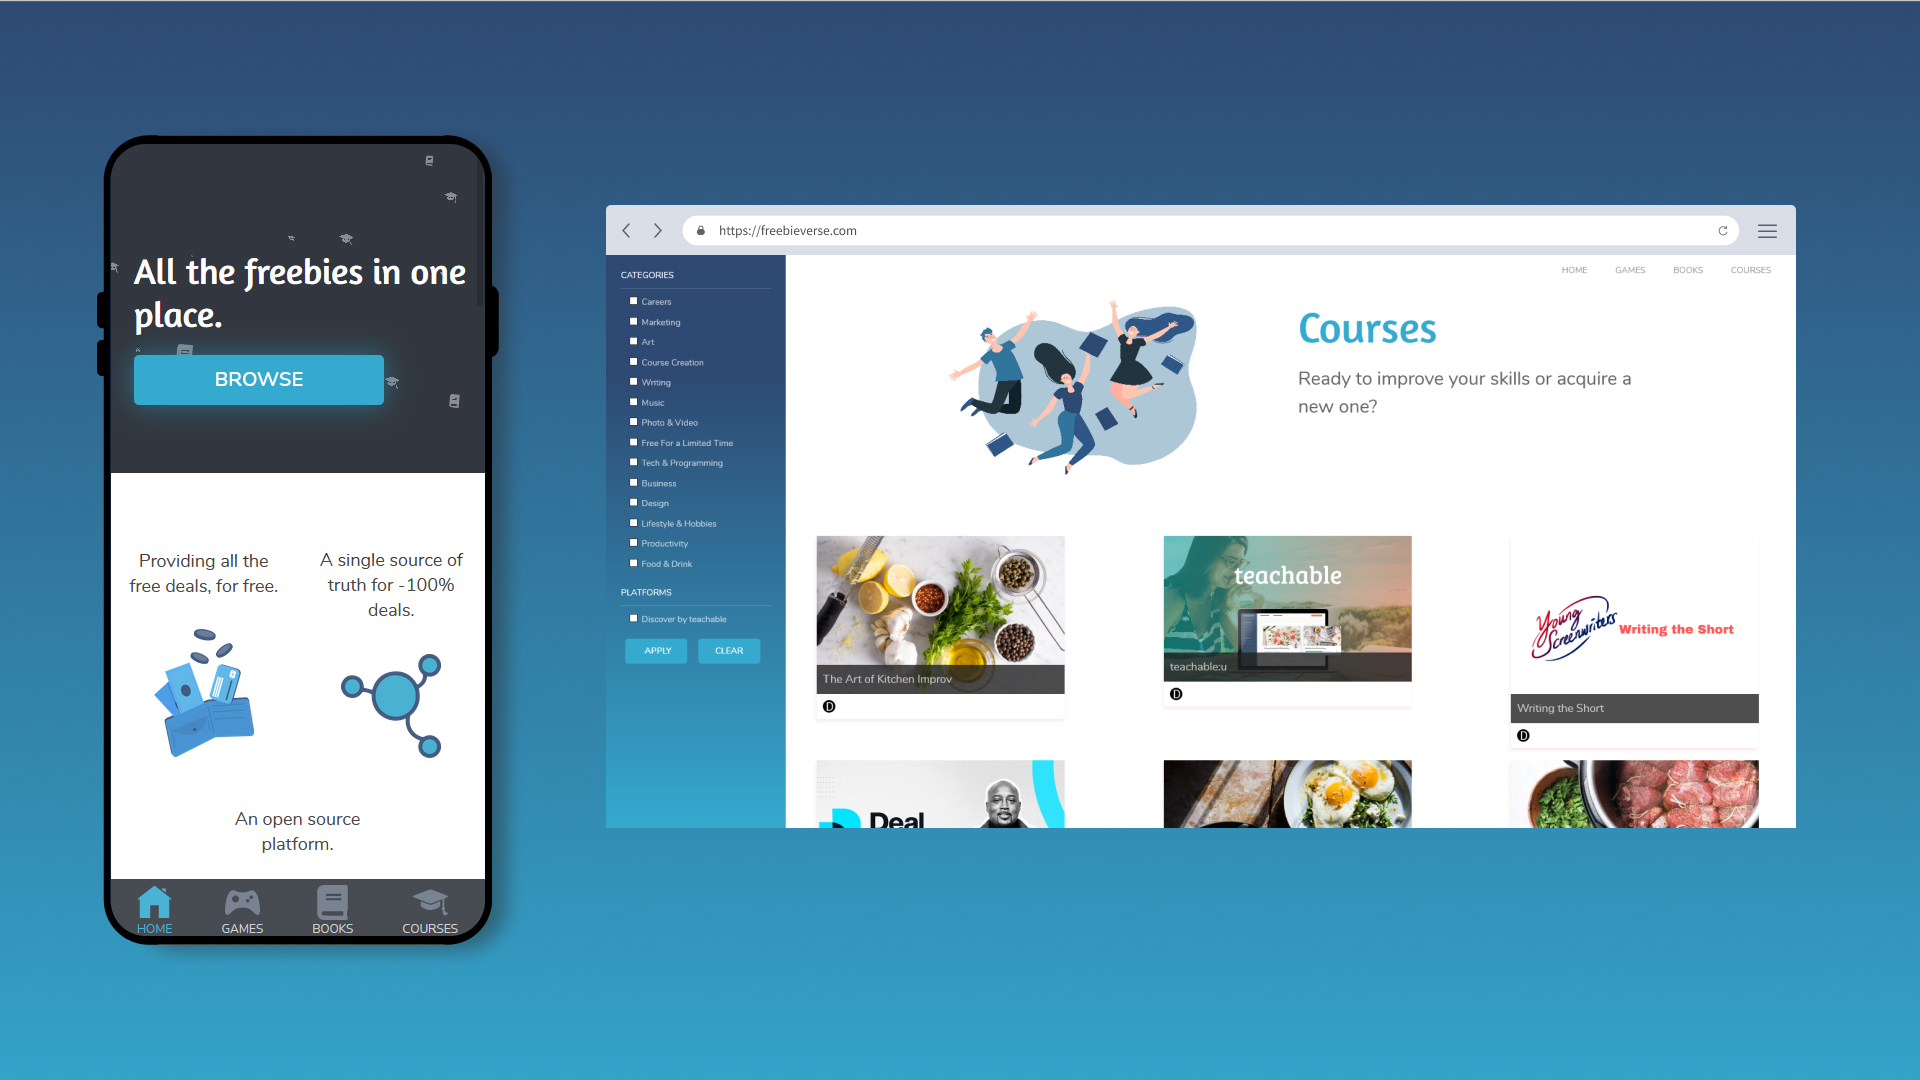 All the freebies in one
place.
BROWSE
Providing all the
free deals, for free.
A single source of
truth for -100%
deals.
An open source
platform.
HOME
GAMES
BOOKS
COURSES
https://freebieverse.com
CATEGORIES
Careers
Marketing
Art
Course Creation
Writing
Music
Photo & Video
Free For a Limited Time
Tech & Programming
Business
Design
Lifestyle & Hobbies
Productivity
Food & Drink
PLATFORMS
Discover by teachable
APPLY
CLEAR
HOME
GAMES
BOOKS
COURSES
Courses
Ready to improve your skills or acquire a
new one?
The Art of Kitchen Improv
D
teachable
teachable:u
D
Young
Screenwriters
Writing the Short
Writing the Short
D
Deal